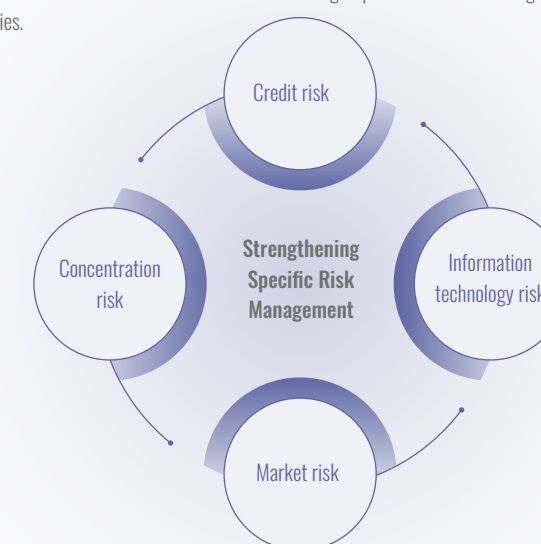 ies.
Credit risk
Concentration
risk
Strengthening
Specific Risk
Management
Information
technology risk
Market risk